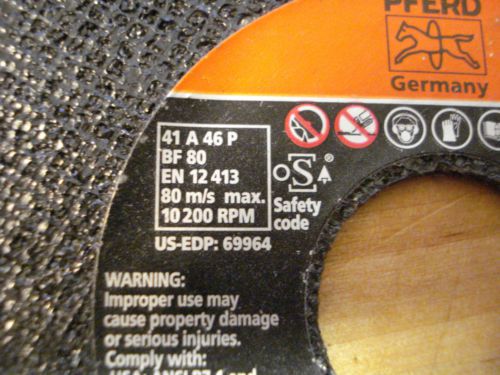 PFERD
Germany
41 A 46 P
BF 80
EN 12 413
80 m/s max.
10 200 RPM
US-EDP: 69964
oSA®
Safety
code
WARNING:
Improper use may
cause property damage
or serious injuries.
Comply with: